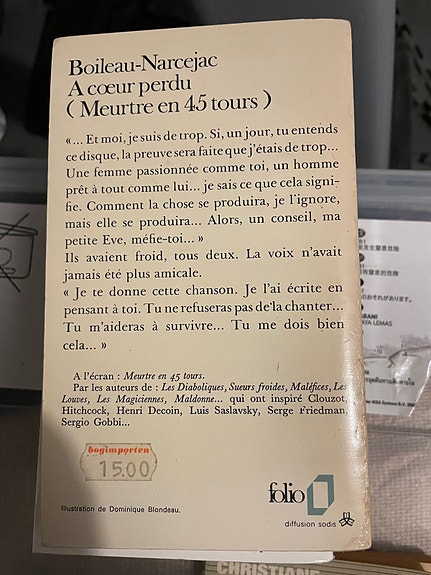 Boileau-Narcejac
A cœur perdu
( Meurtre en 45 tours )
« ... Et moi, je suis de trop. Si, un jour, tu entends
ce disque, la preuve sera faite que j'étais de trop...
Une femme passionnée comme toi, un homme
prêt à tout comme lui... je sais ce que cela signi-
fie. Comment la chose se produira, je l'ignore,
mais elle se produira... Alors, un conseil, ma
petite Eve, méfie-toi... »
Ils avaient froid, tous deux. La voix n'avait
jamais été plus amicale.
« Je te donne cette chanson. Je l'ai écrite en
pensant à toi. Tu ne refuseras pas de la chanter...
Tu m'aideras à survivre... Tu me dois bien
cela... »
A l'écran : Meurtre en 45 tours.
Par les auteurs de : Les Diaboliques, Sueurs froides, Maléfices, Les
Louves, Les Magiciennes, Maldonne... qui ont inspiré Clouzot,
Hitchcock, Henri Decoin, Luis Saslavsky, Serge Friedman,
Sergio Gobbi...
bogimporten
15.00
folio
Illustration de Dominique Blondeau.
diffusion sodis
CHRISTIANE